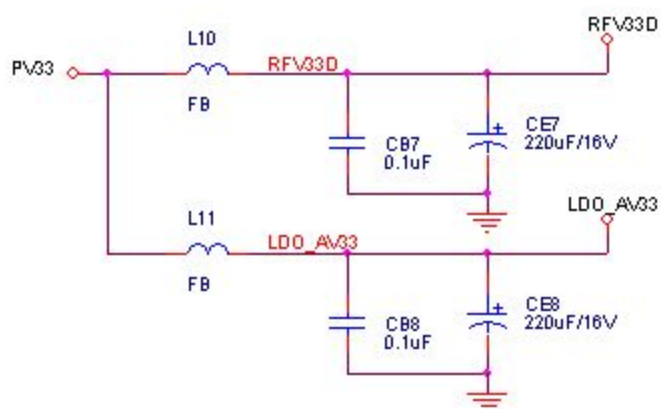 RFV33D
L10
PV33
RFV33D
FB
CB7
0.1uF
CE7
220uF/16V
L11
LDO_AV33
LDO_AV33
FB
CB8
0.1uF
CE8
220uF/16V